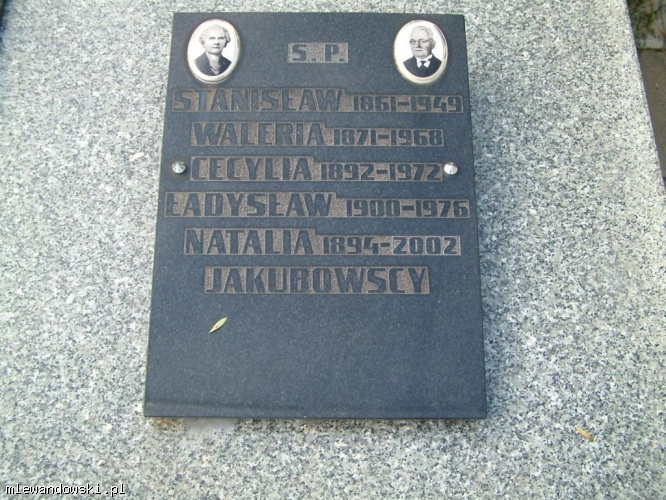 S.P.
STANISŁAW 1861-1949
WALERIA 1871-1968
CECYLIA 1892-1972
ŁADYSŁAW 1900-1976
NATALIA 1894-2002
JAKUBOWSCY
mlewandowski.pl